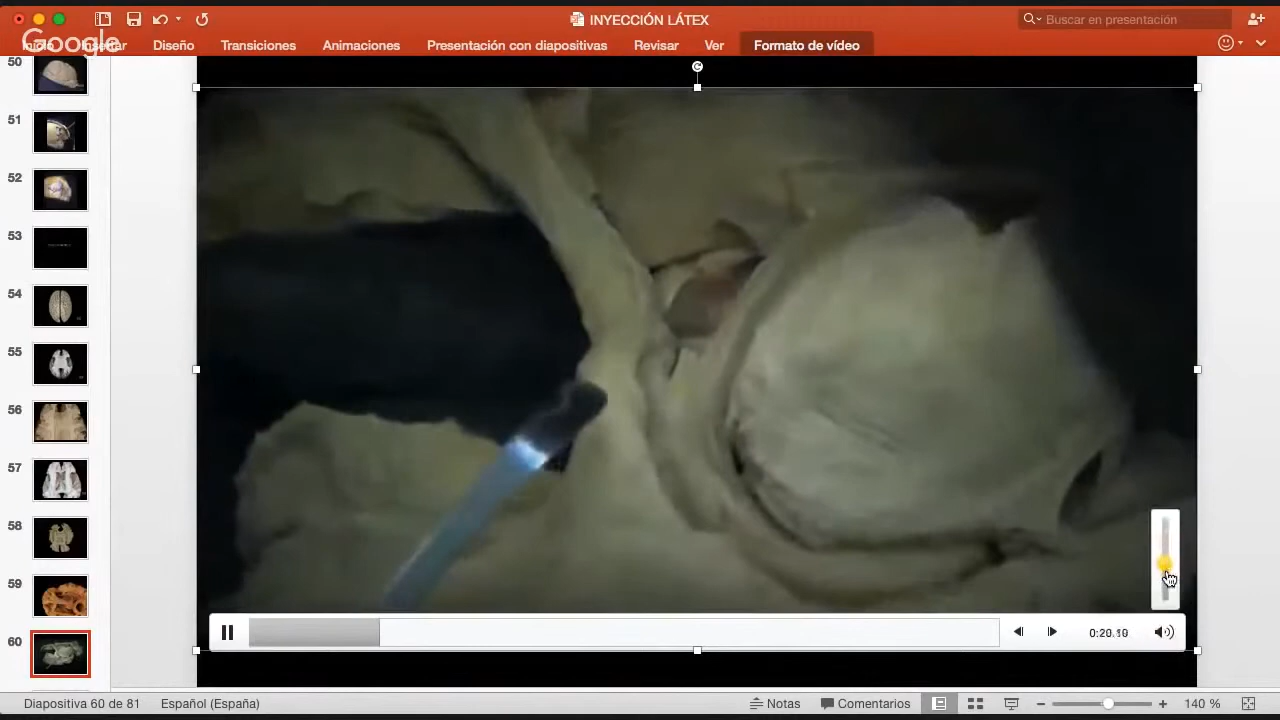 INYECCIÓN LÁTEX
Buscar en presentación
Google
Inicio Insertar Diseño Transiciones Animaciones Presentación con diapositivas Revisar Ver Formato de vídeo
50
51
52
53
54
55
56
57
58
59
60
0:20.10
Diapositiva 60 de 81 Español (España) Notas Comentarios 140 %